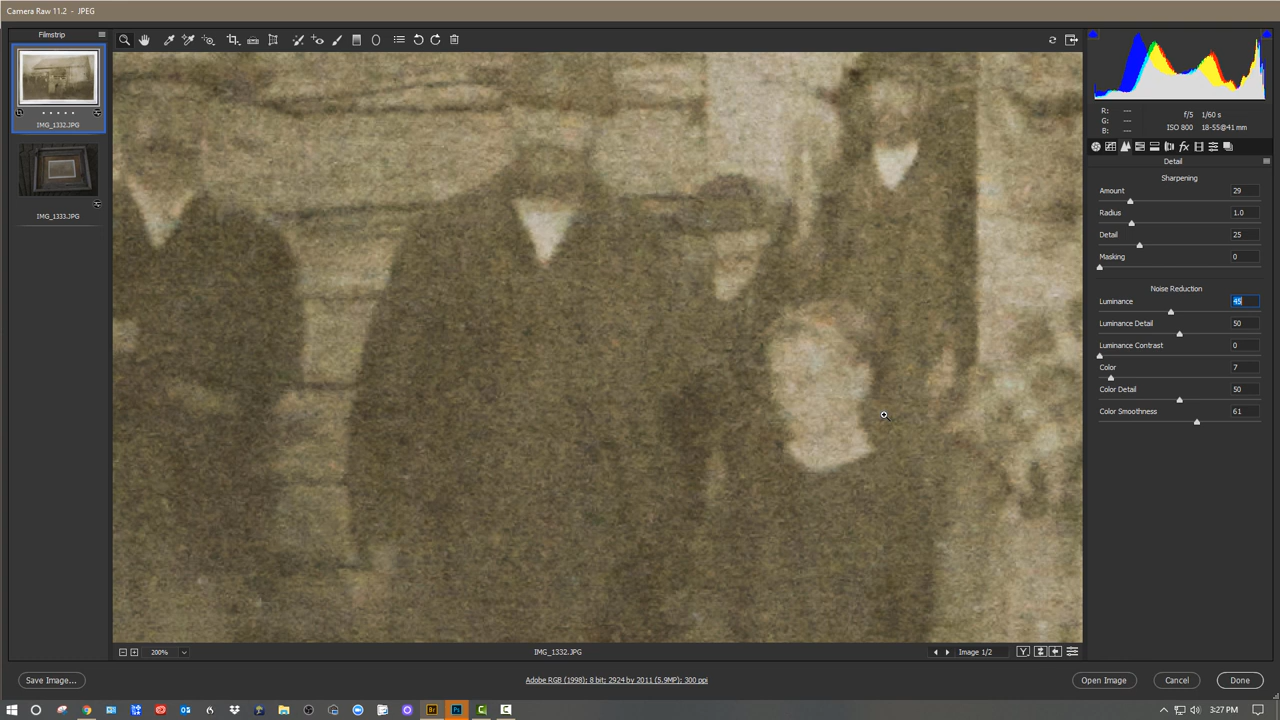 Camera Raw 11.2 - JPEG
Filmstrip
IMG_1332.JPG
IMG_1333.JPG
R: ---
G: ---
B: ---
f/5 1/60 s
ISO 800 18-55@41 mm
Detail
Sharpening
Amount 29
Radius 1.0
Detail 25
Masking 0
Noise Reduction
Luminance 45
Luminance Detail 50
Luminance Contrast 0
Color 7
Color Detail 50
Color Smoothness 61
200%
IMG_1332.JPG
Image 1/2
Y
Save Image...
Adobe RGB (1998); 8 bit; 2924 by 2011 (5.9MP); 300 ppi
Open Image
Cancel
Done
Br
Ps
3:27 PM